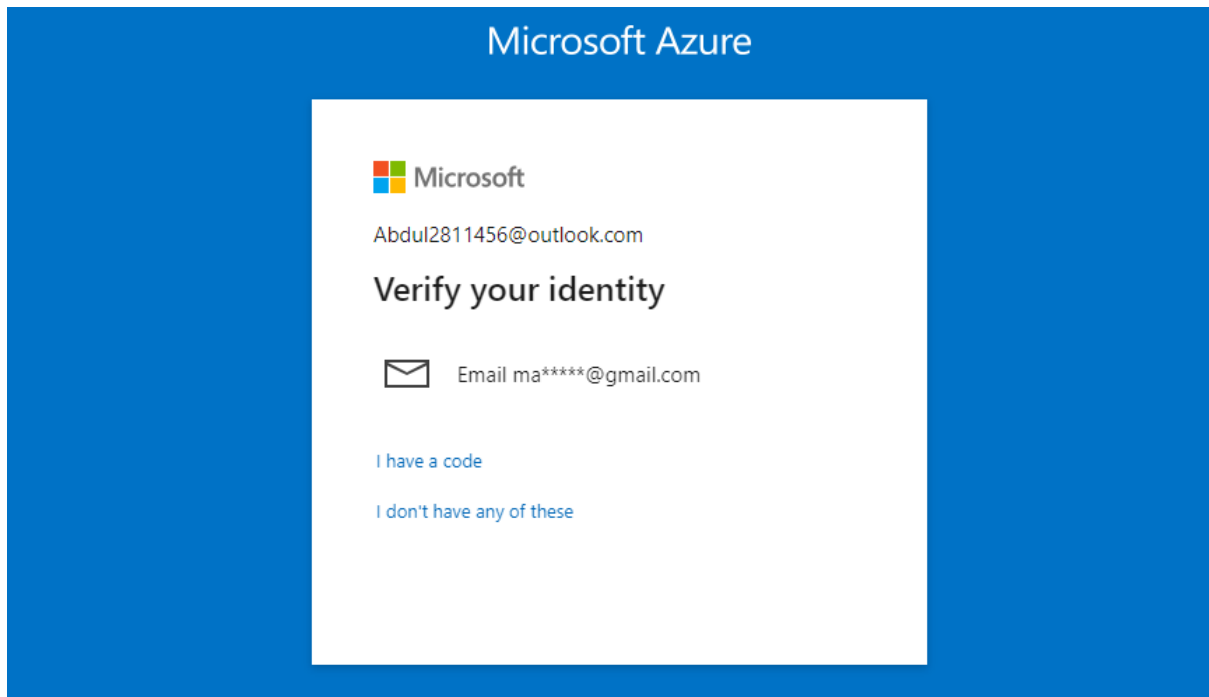 Microsoft Azure
Microsoft
Abdul2811456@outlook.com
Verify your identity
Email ma*****@gmail.com
I have a code
I don't have any of these